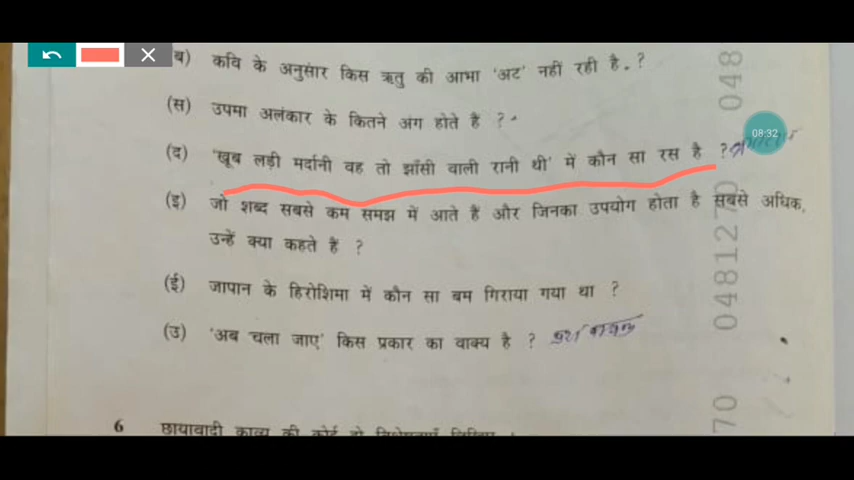 ब) कवि के अनुसार किस ऋतु की आभा 'अट' नहीं रही है. ?
048
(स) उपमा अलंकार के कितने अंग होते हैं ?
08:32
(द) 'खूब लड़ी मर्दानी वह तो झाँसी वाली रानी थी' में कौन सा रस है ?
(इ) जो शब्द सबसे कम समझ में आते हैं और जिनका उपयोग होता है सबसे अधिक,
उन्हें क्या कहते हैं ?
0481270
(ई) जापान के हिरोशिमा में कौन सा बम गिराया गया था ?
(उ) 'अब चला जाए' किस प्रकार का वाक्य है ?
70
6 छायावादी काव्य की कोई दो